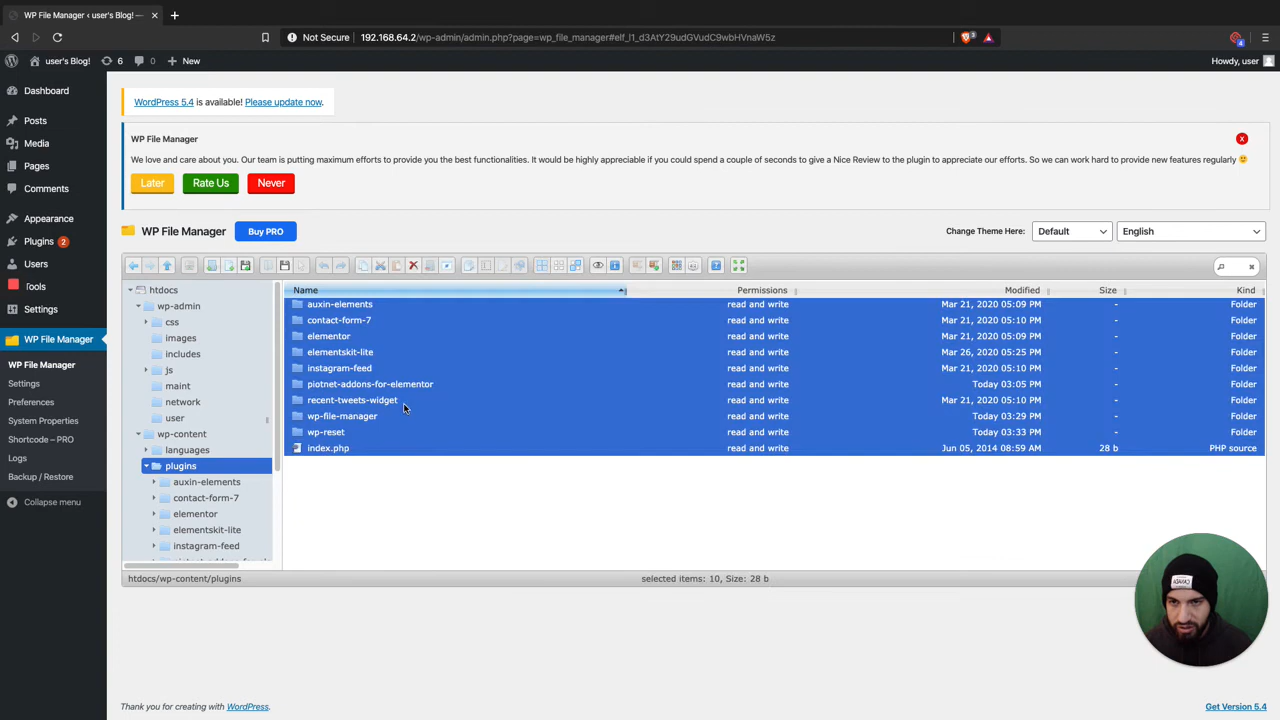 WP File Manager ‹ user's Blog! —
Not Secure 192.168.64.2/wp-admin/admin.php?page=wp_file_manager#elf_l1_d3AtY29udGVudC9wbHVnaW5z
3
4
user's Blog! 6 0 New
Howdy, user
Dashboard
Posts
Media
Pages
Comments
Appearance
Plugins 2
Users
Tools
Settings
WP File Manager
WP File Manager
Settings
Preferences
System Properties
Shortcode – PRO
Logs
Backup / Restore
Collapse menu
WordPress 5.4 is available! Please update now.
WP File Manager
X
We love and care about you. Our team is putting maximum efforts to provide you the best functionalities. It would be highly appreciable if you could spend a couple of seconds to give a Nice Review to the plugin to appreciate our efforts. So we can work hard to provide new features regularly
Later Rate Us Never
WP File Manager Buy PRO
Change Theme Here: Default English
htdocs
wp-admin
css
images
includes
js
maint
network
user
wp-content
languages
plugins
auxin-elements
contact-form-7
elementor
elementskit-lite
instagram-feed
Name Permissions Modified Size Kind
auxin-elements read and write Mar 21, 2020 05:09 PM - Folder
contact-form-7 read and write Mar 21, 2020 05:10 PM - Folder
elementor read and write Mar 21, 2020 05:09 PM - Folder
elementskit-lite read and write Mar 26, 2020 05:25 PM - Folder
instagram-feed read and write Mar 21, 2020 05:10 PM - Folder
piotnet-addons-for-elementor read and write Today 03:05 PM - Folder
recent-tweets-widget read and write Mar 21, 2020 05:10 PM - Folder
wp-file-manager read and write Today 03:29 PM - Folder
wp-reset read and write Today 03:33 PM - Folder
index.php read and write Jun 05, 2014 08:59 AM 28 b PHP source
htdocs/wp-content/plugins
selected items: 10, Size: 28 b
Thank you for creating with WordPress.
Get Version 5.4